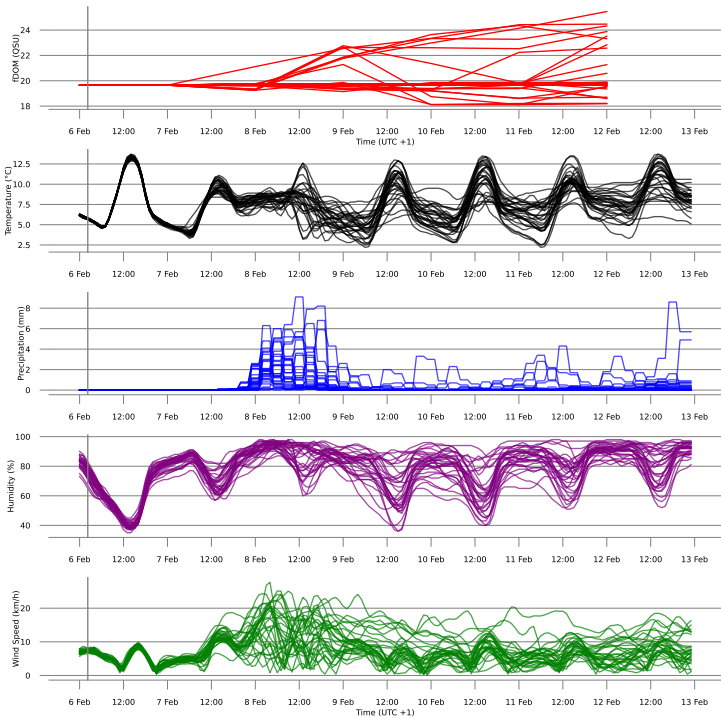 fDOM (QSU)
24
22
20
18
6 Feb 12:00 7 Feb 12:00 8 Feb 12:00 9 Feb 12:00 10 Feb 12:00 11 Feb 12:00 12 Feb 12:00 13 Feb
Time (UTC +1)
Temperature (°C)
12.5
10.0
7.5
5.0
2.5
6 Feb 12:00 7 Feb 12:00 8 Feb 12:00 9 Feb 12:00 10 Feb 12:00 11 Feb 12:00 12 Feb 12:00 13 Feb
Precipitation (mm)
8
6
4
2
0
6 Feb 12:00 7 Feb 12:00 8 Feb 12:00 9 Feb 12:00 10 Feb 12:00 11 Feb 12:00 12 Feb 12:00 13 Feb
Humidity (%)
100
80
60
40
6 Feb 12:00 7 Feb 12:00 8 Feb 12:00 9 Feb 12:00 10 Feb 12:00 11 Feb 12:00 12 Feb 12:00 13 Feb
Wind Speed (km/h)
20
10
0
6 Feb 12:00 7 Feb 12:00 8 Feb 12:00 9 Feb 12:00 10 Feb 12:00 11 Feb 12:00 12 Feb 12:00 13 Feb
Time (UTC +1)